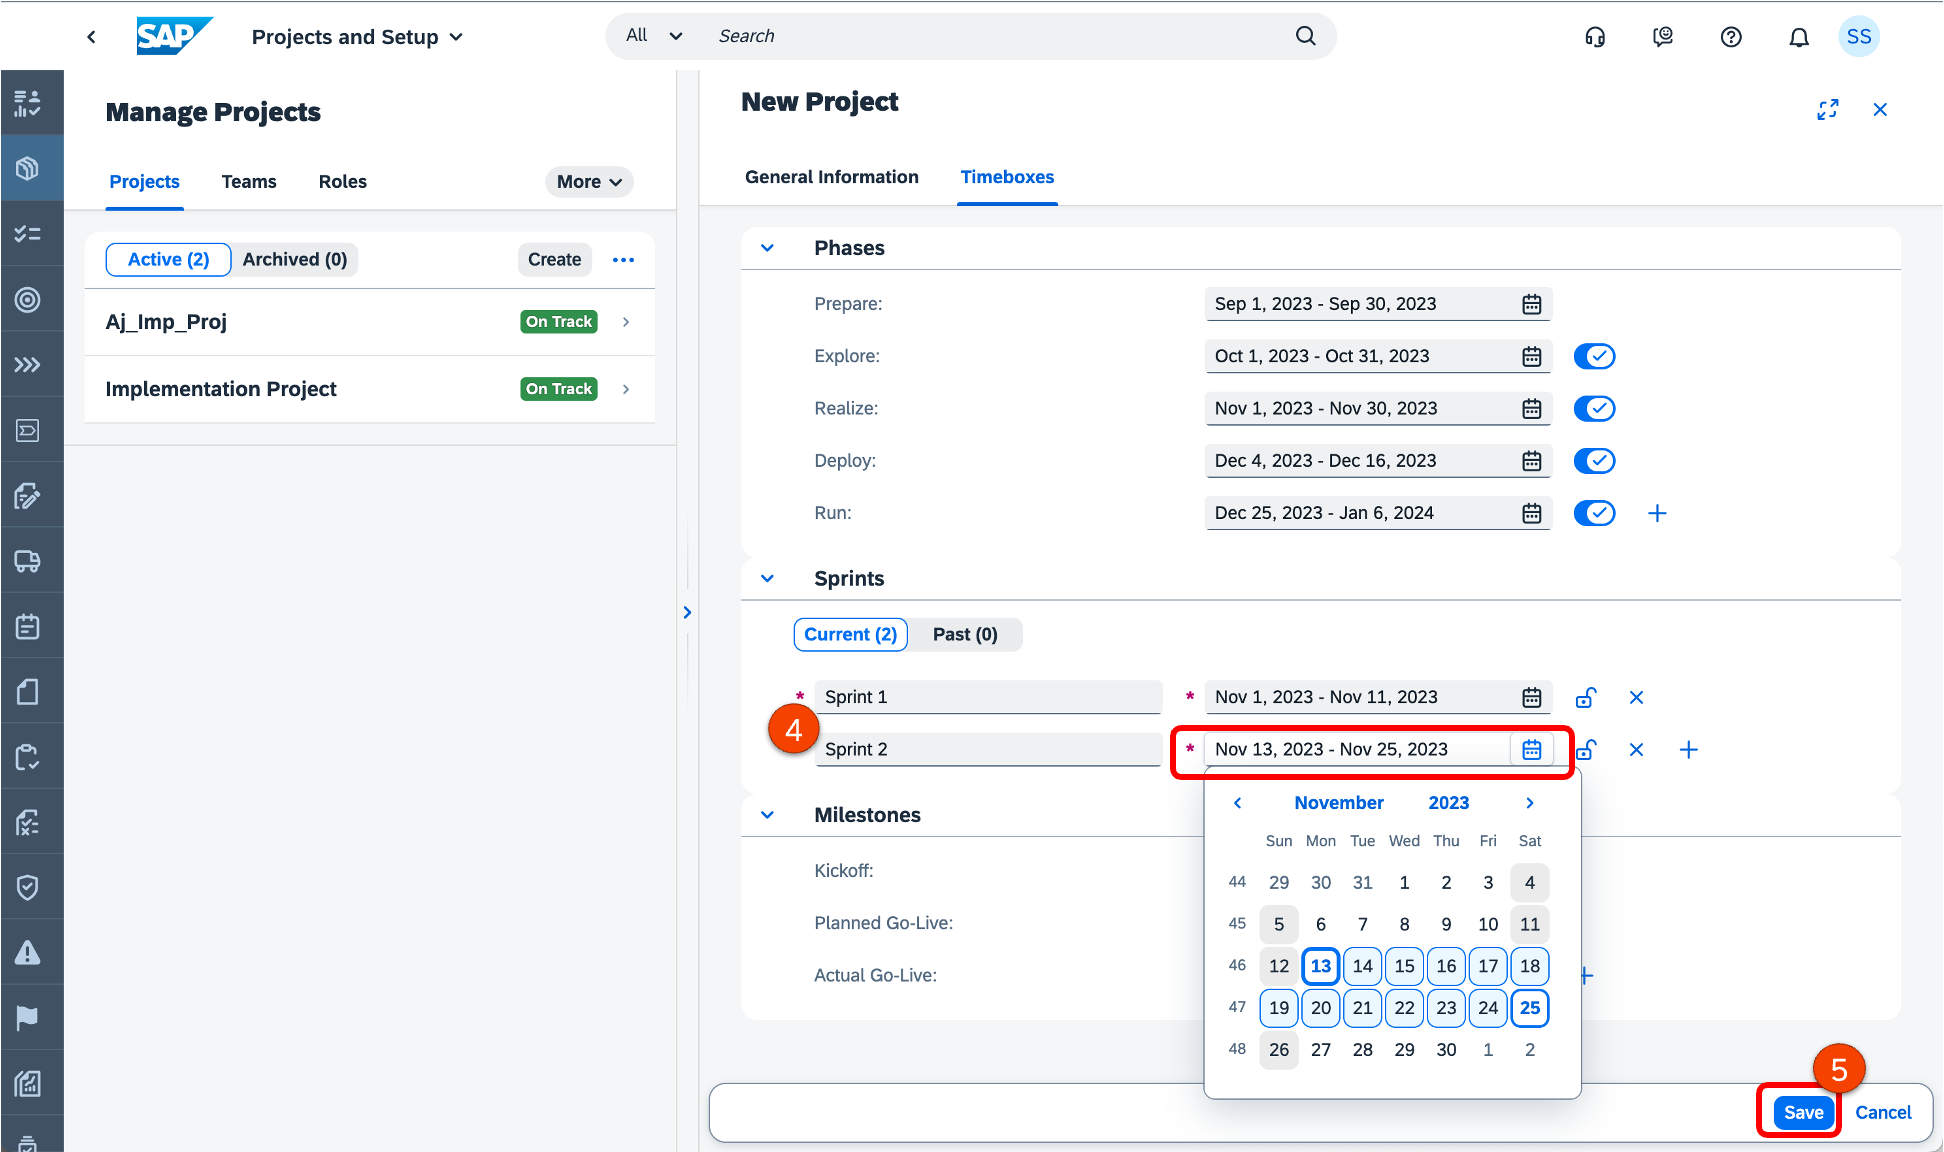 SAP
Projects and Setup
All
Search
SS
Manage Projects
Projects
Teams
Roles
More
Active (2)
Archived (0)
Create
Aj_Imp_Proj
On Track
Implementation Project
On Track
New Project
General Information
Timeboxes
Phases
Prepare:
Sep 1, 2023 - Sep 30, 2023
Explore:
Oct 1, 2023 - Oct 31, 2023
Realize:
Nov 1, 2023 - Nov 30, 2023
Deploy:
Dec 4, 2023 - Dec 16, 2023
Run:
Dec 25, 2023 - Jan 6, 2024
Sprints
Current (2)
Past (0)
* Sprint 1
* Nov 1, 2023 - Nov 11, 2023
4
Sprint 2
* Nov 13, 2023 - Nov 25, 2023
November 2023
Sun Mon Tue Wed Thu Fri Sat
44 29 30 31 1 2 3 4
45 5 6 7 8 9 10 11
46 12 13 14 15 16 17 18
47 19 20 21 22 23 24 25
48 26 27 28 29 30 1 2
Milestones
Kickoff:
Planned Go-Live:
Actual Go-Live:
5
Save
Cancel